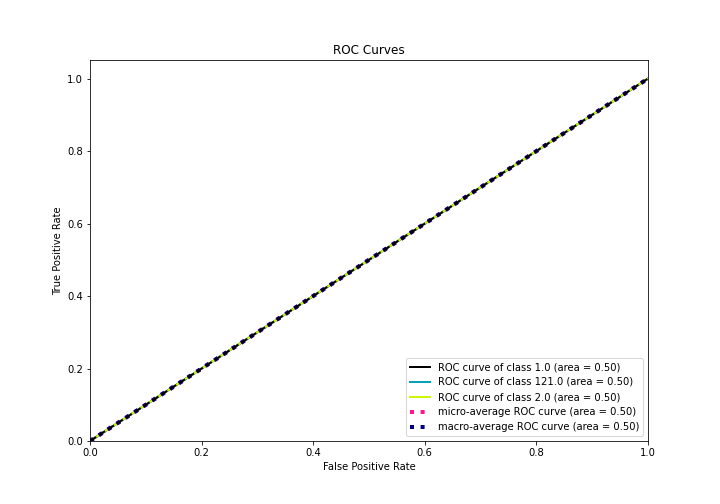 ROC Curves
1.0
0.8
0.6
0.4
0.2
0.0
True Positive Rate
ROC curve of class 1.0 (area = 0.50)
ROC curve of class 121.0 (area = 0.50)
ROC curve of class 2.0 (area = 0.50)
micro-average ROC curve (area = 0.50)
macro-average ROC curve (area = 0.50)
0.0 0.2 0.4 0.6 0.8 1.0
False Positive Rate